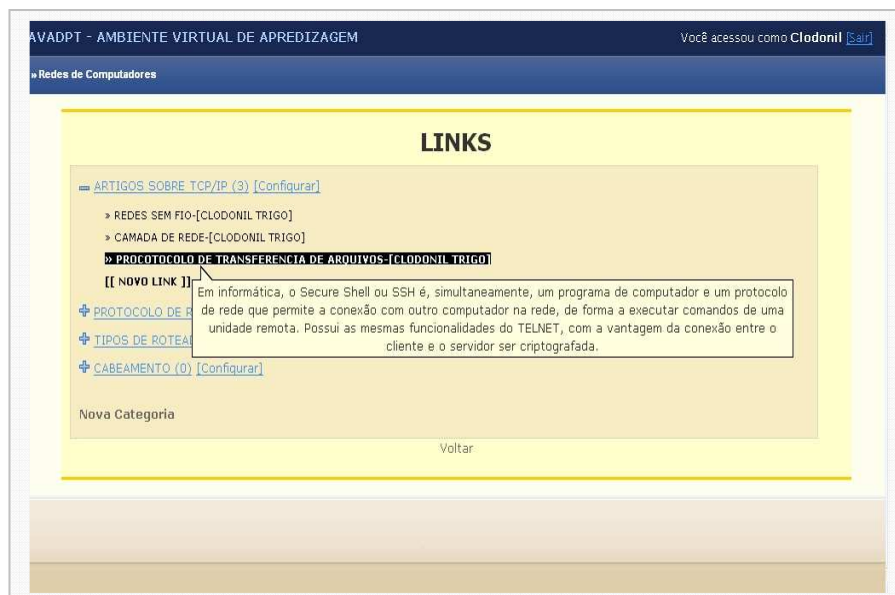 AVADPT - AMBIENTE VIRTUAL DE APREDIZAGEM
Você acessou como Clodonil [Sair]
» Redes de Computadores
LINKS
ARTIGOS SOBRE TCP/IP (3) [Configurar]
» REDES SEM FIO-[CLODONIL TRIGO]
» CAMADA DE REDE-[CLODONIL TRIGO]
» PROCOTOCOLO DE TRANSFERENCIA DE ARQUIVOS-[CLODONIL TRIGO]
[[ NOVO LINK ]]
Em informática, o Secure Shell ou SSH é, simultaneamente, um programa de computador e um protocolo
de rede que permite a conexão com outro computador na rede, de forma a executar comandos de uma
unidade remota. Possui as mesmas funcionalidades do TELNET, com a vantagem da conexão entre o
cliente e o servidor ser criptografada.
PROTOCOLO DE
TIPOS DE
CABEAMENTO (0) [Configurar]
Nova Categoria
Voltar